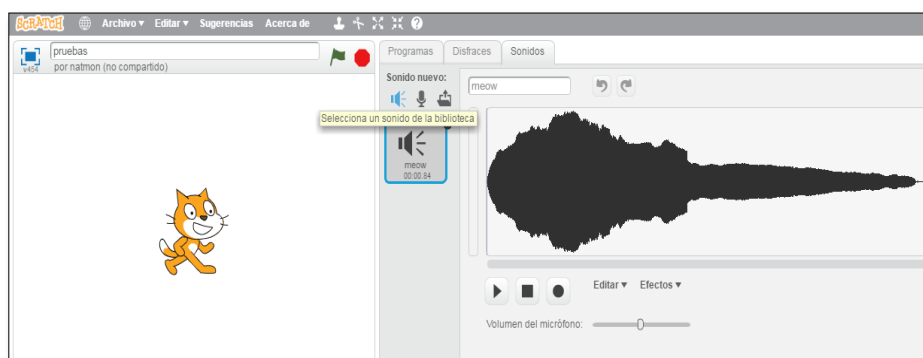 SCRATCH Archivo Editar Sugerencias Acerca de
pruebas
por natmon (no compartido)
v454
Programas Disfraces Sonidos
Sonido nuevo:
meow
Selecciona un sonido de la biblioteca
meow
00:00.84
Editar Efectos
Volumen del micrófono: